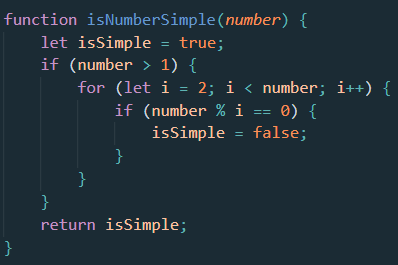 function isNumberSimple(number) {
    let isSimple = true;
    if (number > 1) {
        for (let i = 2; i < number; i++) {
            if (number % i == 0) {
                isSimple = false;
            }
        }
    }
    return isSimple;
}